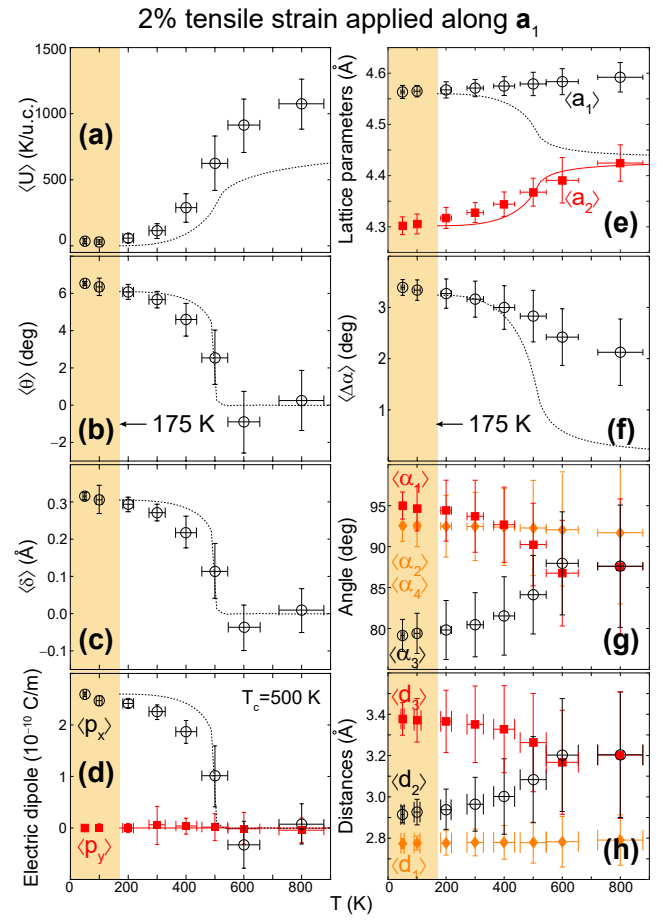 2% tensile strain applied along a₁
⟨U⟩ (K/u.c.)
1500
1000
500
0
(a)
⟨θ⟩ (deg)
6
4
2
0
−2
(b)
175 K
⟨δ⟩ (Å)
0.3
0.2
0.1
0.0
−0.1
(c)
Electric dipole (10⁻¹⁰ C/m)
2
1
0
⟨pₓ⟩
(d)
T_c=500 K
⟨p_y⟩
0 200 400 600 800
Lattice parameters (Å)
4.6
4.5
4.4
4.3
⟨a₁⟩
(e)
⟨a₂⟩
⟨Δα⟩ (deg)
3
2
1
175 K
(f)
Angle (deg)
95
90
85
80
⟨α₁⟩
⟨α₂⟩
⟨α₄⟩
⟨α₃⟩
(g)
Distances (Å)
3.4
3.2
3.0
2.8
⟨d₃⟩
⟨d₂⟩
⟨d₁⟩
(h)
0 200 400 600 800
T (K)